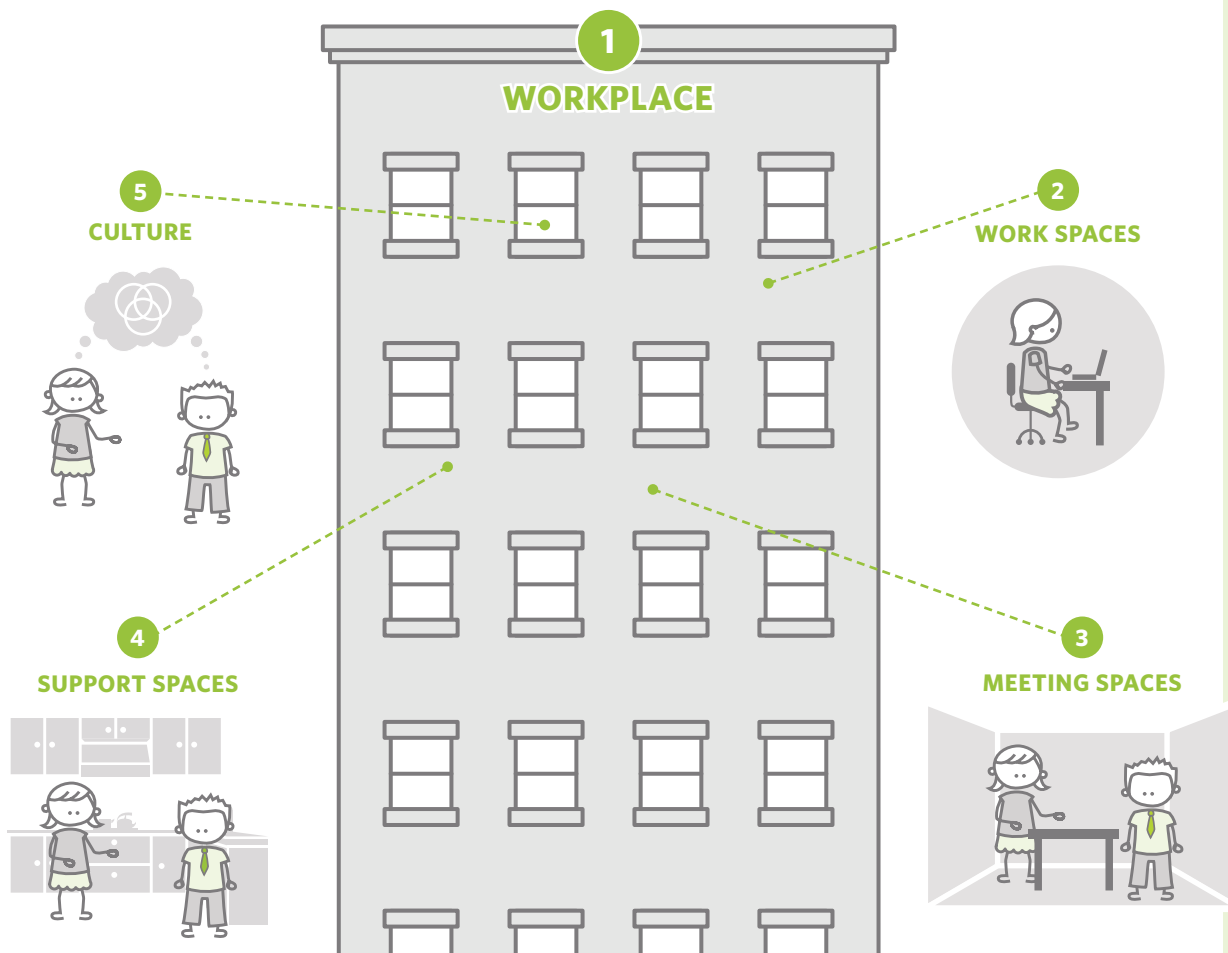 1
WORKPLACE
5
CULTURE
2
WORK SPACES
4
SUPPORT SPACES
3
MEETING SPACES